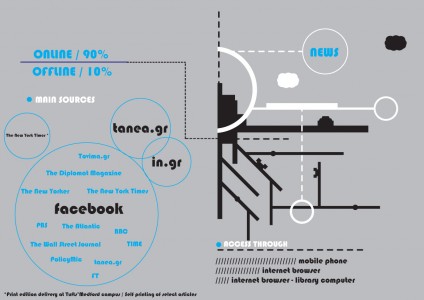 ONLINE / 90%
OFFLINE / 10%
NEWS
MAIN SOURCES
The New York Times *
tanea.gr
in.gr
Tovima.gr
The Diplomat Magazine
The New Yorker
The New York Times
facebook
PBS
The Atlantic
BBC
The Wall Street Journal
TIME
PolicyMic
tanea.gr
FT
ACCESS THROUGH
//////////////////////////// mobile phone
///////////////// internet browser
///// internet browser - library computer
*Print edition delivery at Tufts' Medford campus / Self printing of select articles